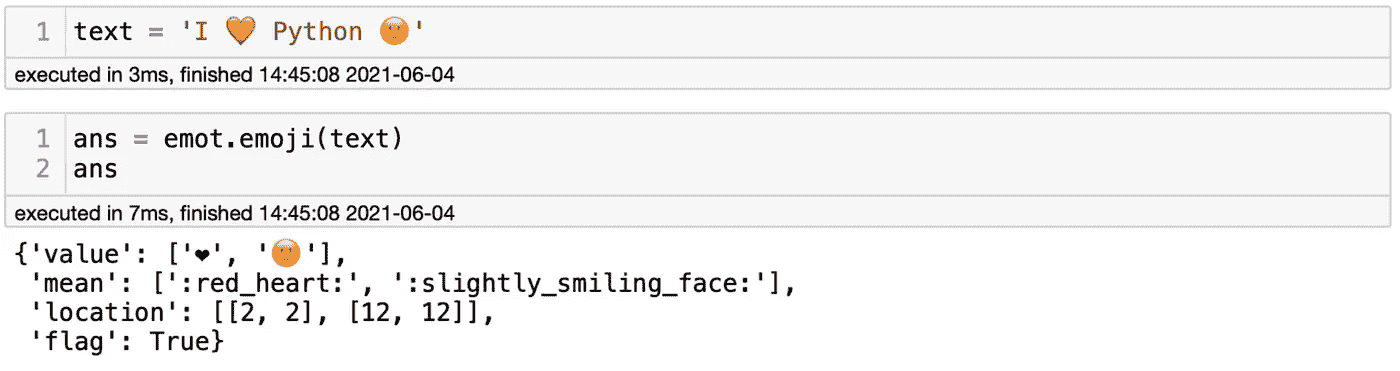 1 text = 'I 🧡 Python 🙂'
executed in 3ms, finished 14:45:08 2021-06-04
1 ans = emot.emoji(text)
2 ans
executed in 7ms, finished 14:45:08 2021-06-04
{'value': ['❤', '🙂'],
'mean': [':red_heart:', ':slightly_smiling_face:'],
'location': [[2, 2], [12, 12]],
'flag': True}